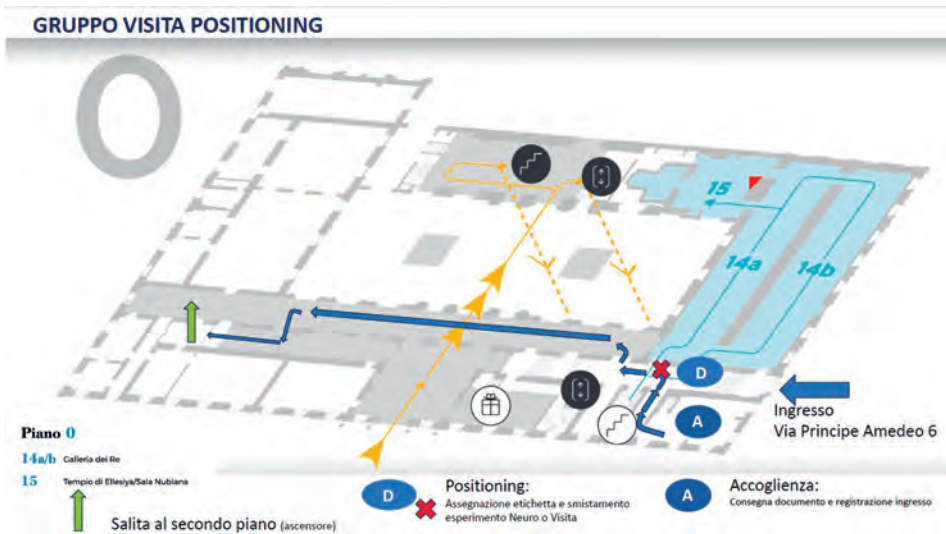 GRUPPO VISITA POSITIONING
O
15
14a
14b
D
A
Ingresso
Via Principe Amedeo 6
Piano 0
14a/b Galleria dei Re
15 Tempio di Ellesiya/Sala Nubiana
Salita al secondo piano (ascensore)
D
Positioning:
Assegnazione etichetta e smistamento
esperimento Neuro o Visita
A
Accoglienza:
Consegna documento e registrazione ingresso